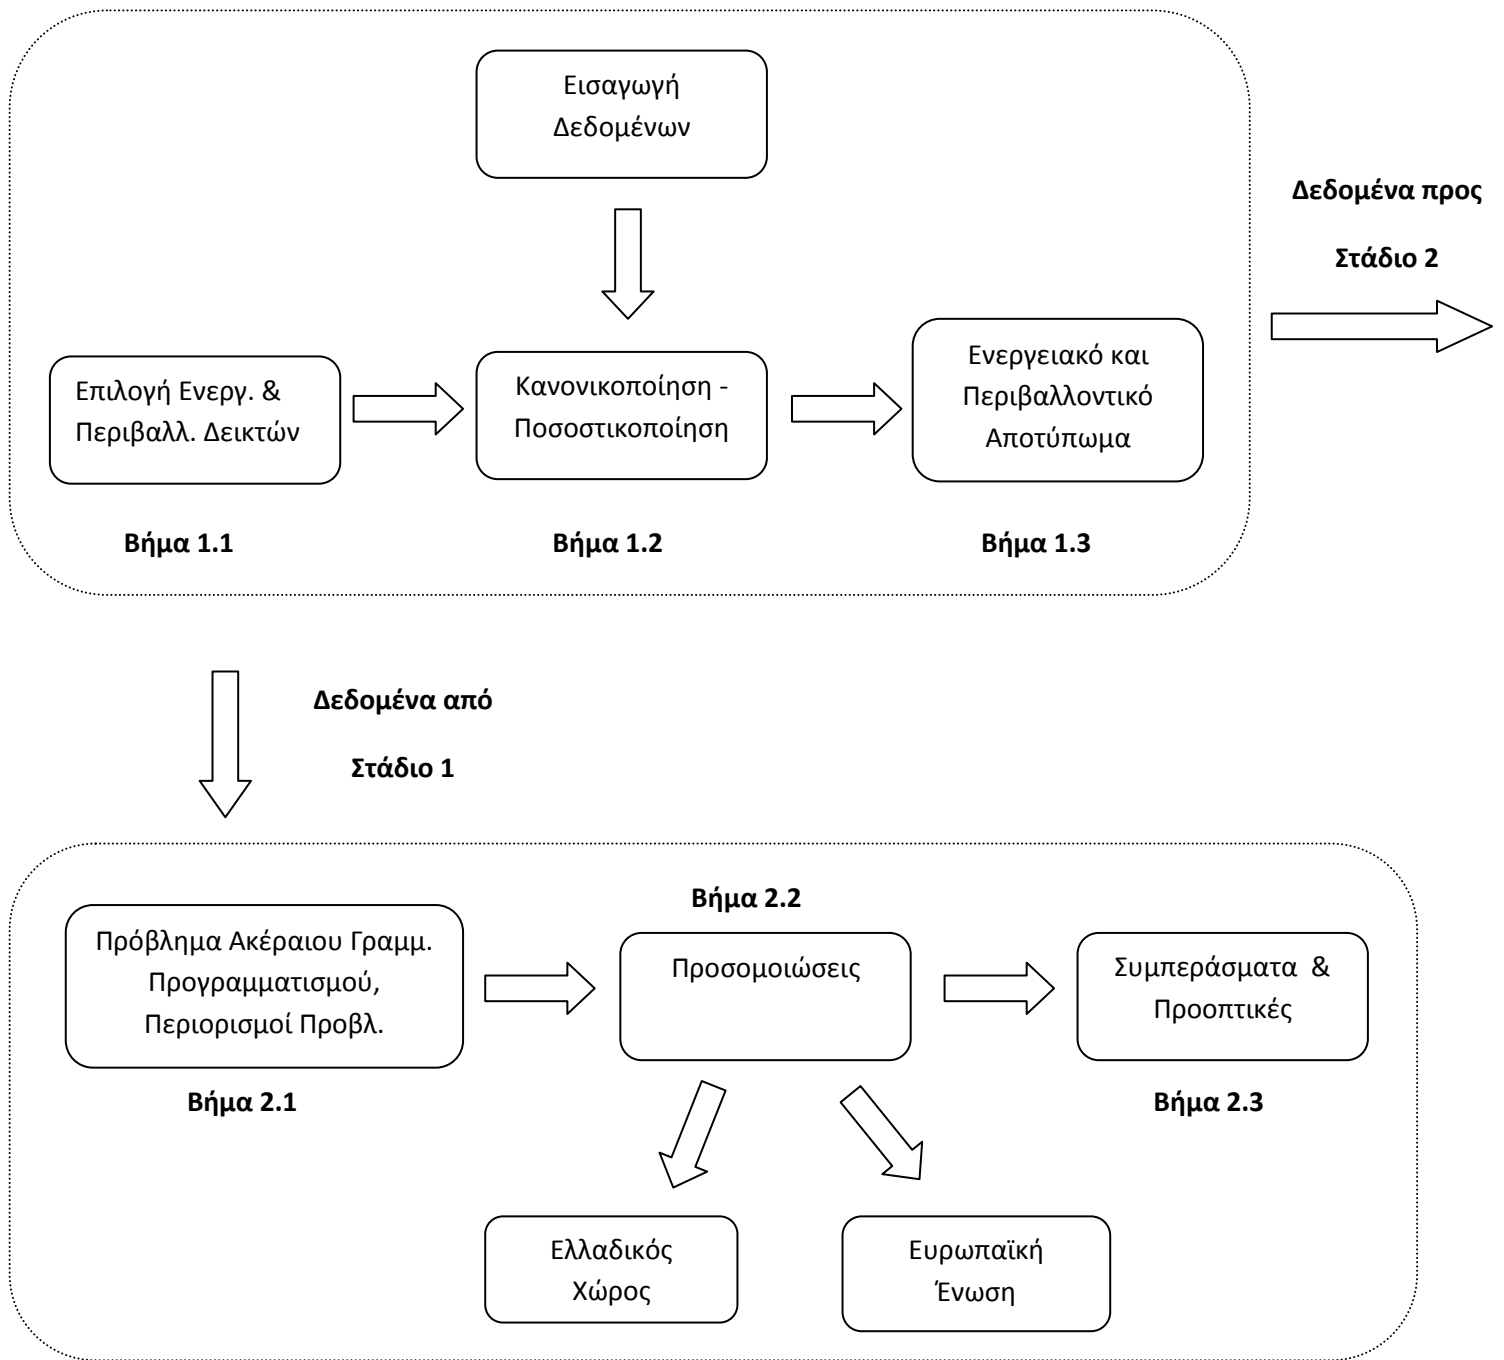 Εισαγωγή
Δεδομένων
Δεδομένα προς
Στάδιο 2
Επιλογή Ενεργ. &
Περιβαλλ. Δεικτών
Κανονικοποίηση -
Ποσοστικοποίηση
Ενεργειακό και
Περιβαλλοντικό
Αποτύπωμα
Βήμα 1.1
Βήμα 1.2
Βήμα 1.3
Δεδομένα από
Στάδιο 1
Βήμα 2.2
Πρόβλημα Ακέραιου Γραμμ.
Προγραμματισμού,
Περιορισμοί Προβλ.
Προσομοιώσεις
Συμπεράσματα &
Προοπτικές
Βήμα 2.1
Βήμα 2.3
Ελλαδικός
Χώρος
Ευρωπαϊκή
Ένωση